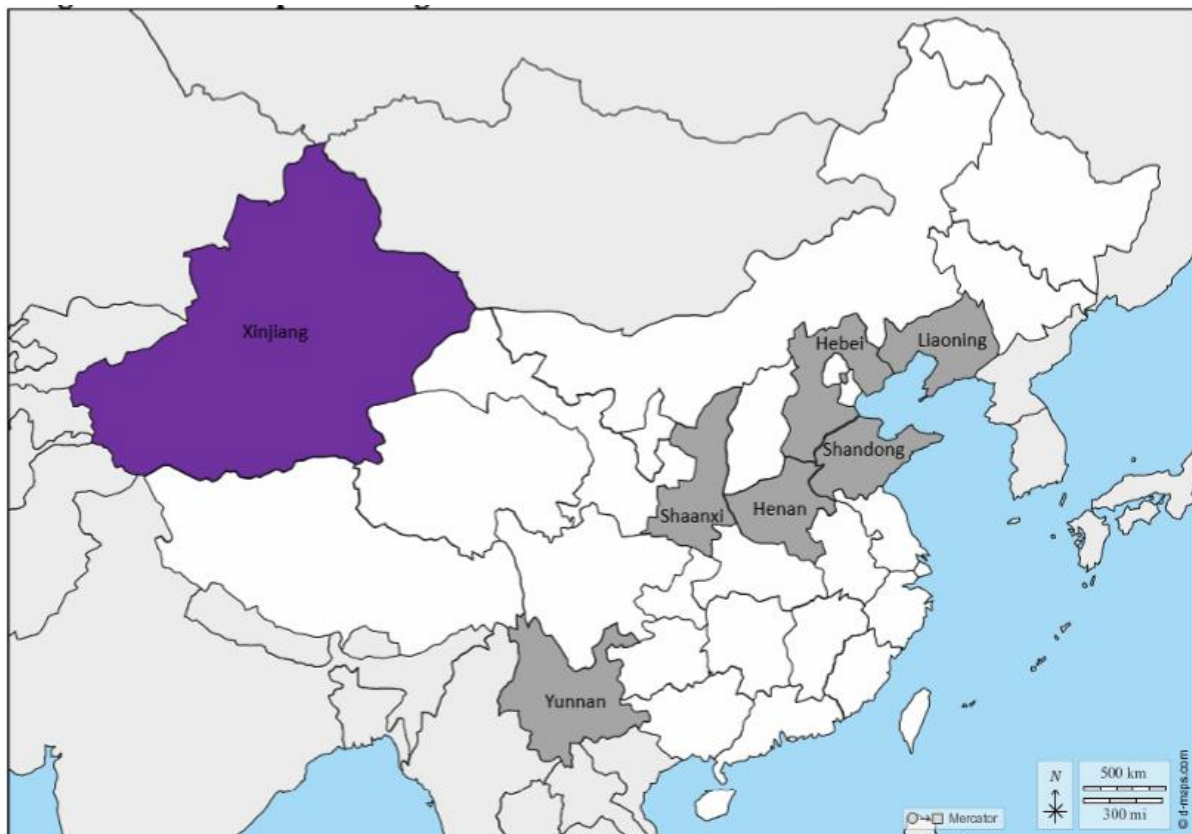 Xinjiang
Hebei
Liaoning
Shandong
Shaanxi
Henan
Yunnan
N
500 km
300 mi
Mercator
© d-maps.com